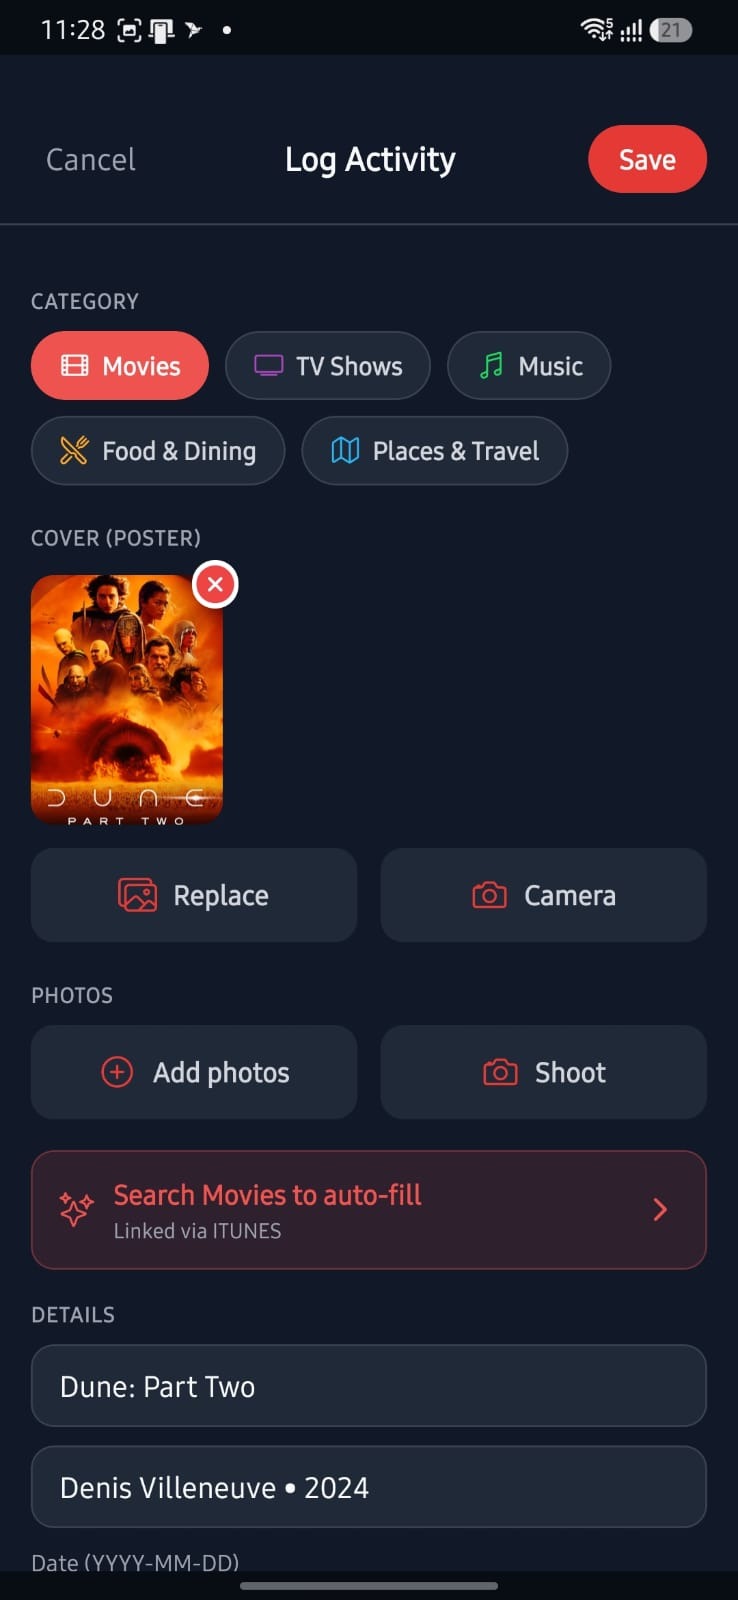 11:28
5
21
Cancel
Log Activity
Save
CATEGORY
Movies
TV Shows
Music
Food & Dining
Places & Travel
COVER (POSTER)
DUNE
PART TWO
Replace
Camera
PHOTOS
Add photos
Shoot
Search Movies to auto-fill
Linked via ITUNES
DETAILS
Dune: Part Two
Denis Villeneuve • 2024
Date (YYYY-MM-DD)